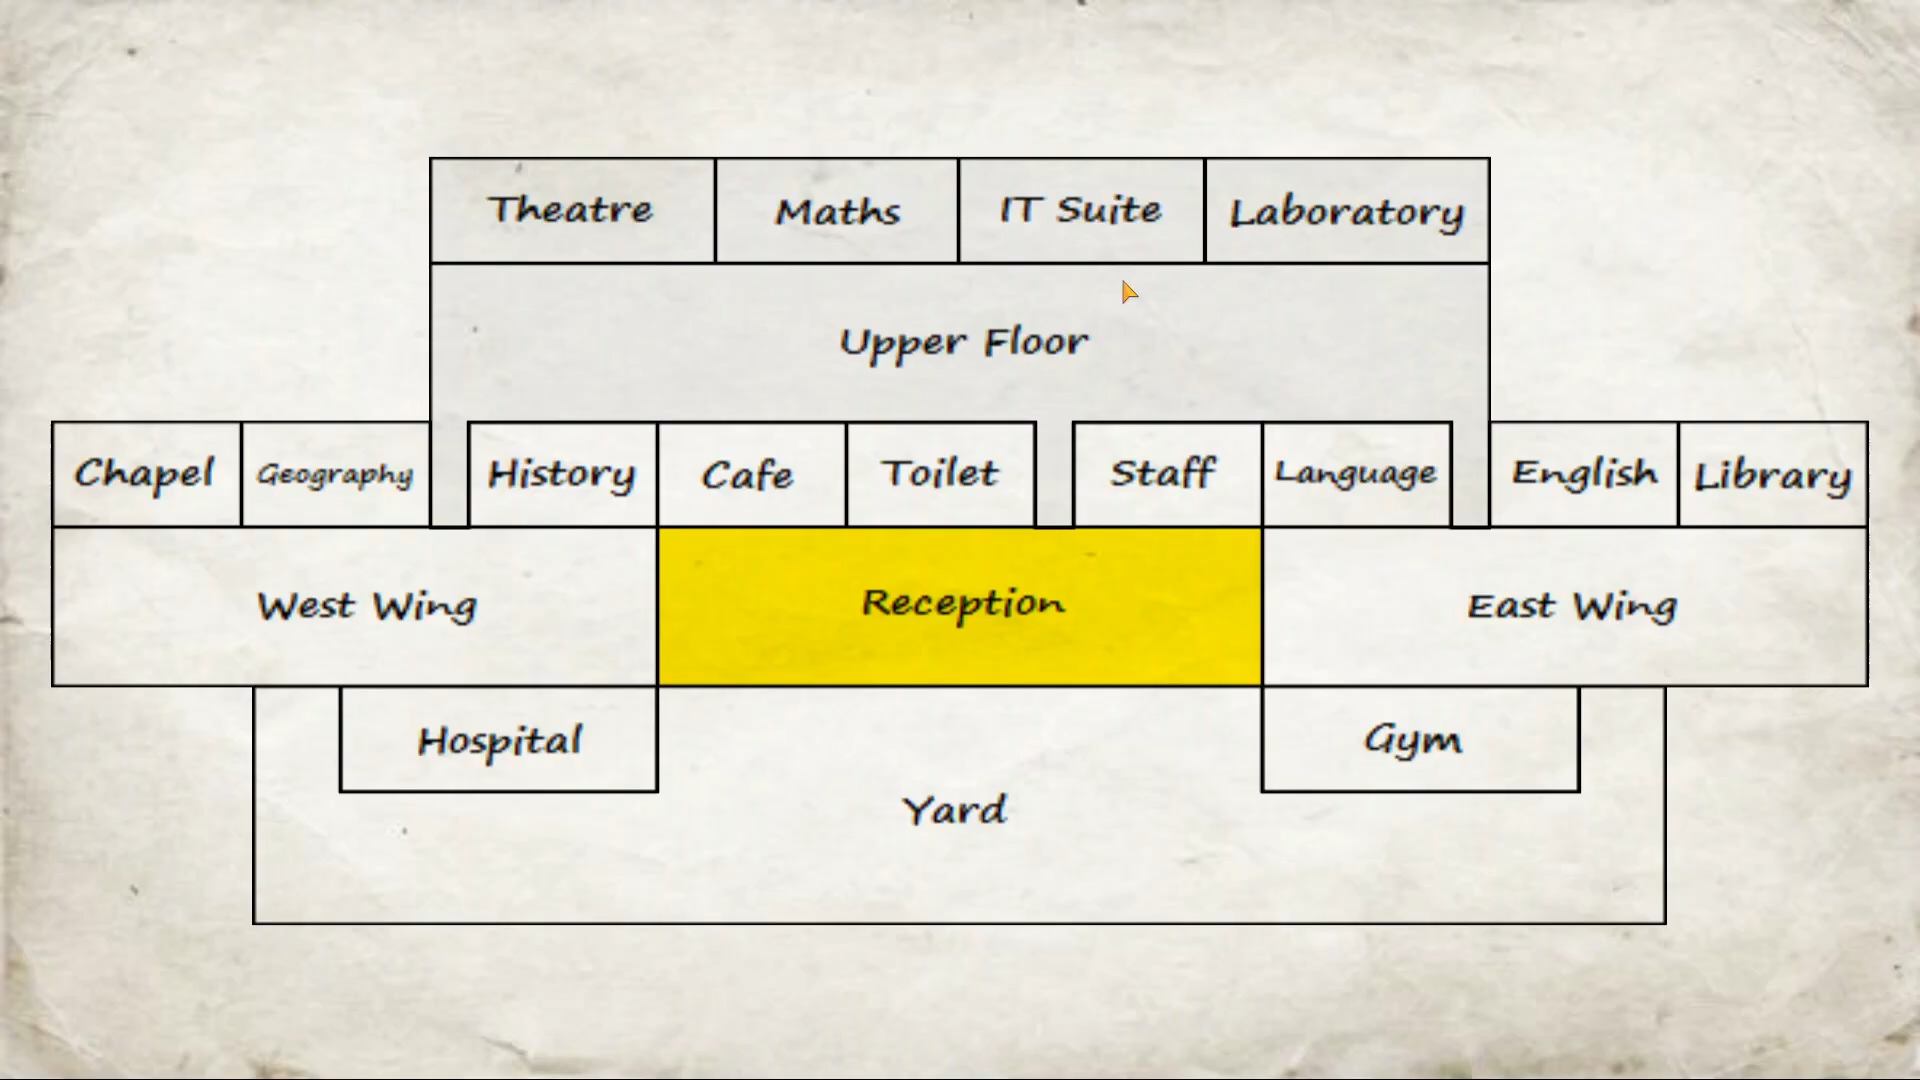 Theatre
Maths
IT Suite
Laboratory
Upper Floor
Chapel
Geography
History
Cafe
Toilet
Staff
Language
English
Library
West Wing
Reception
East Wing
Hospital
Gym
Yard